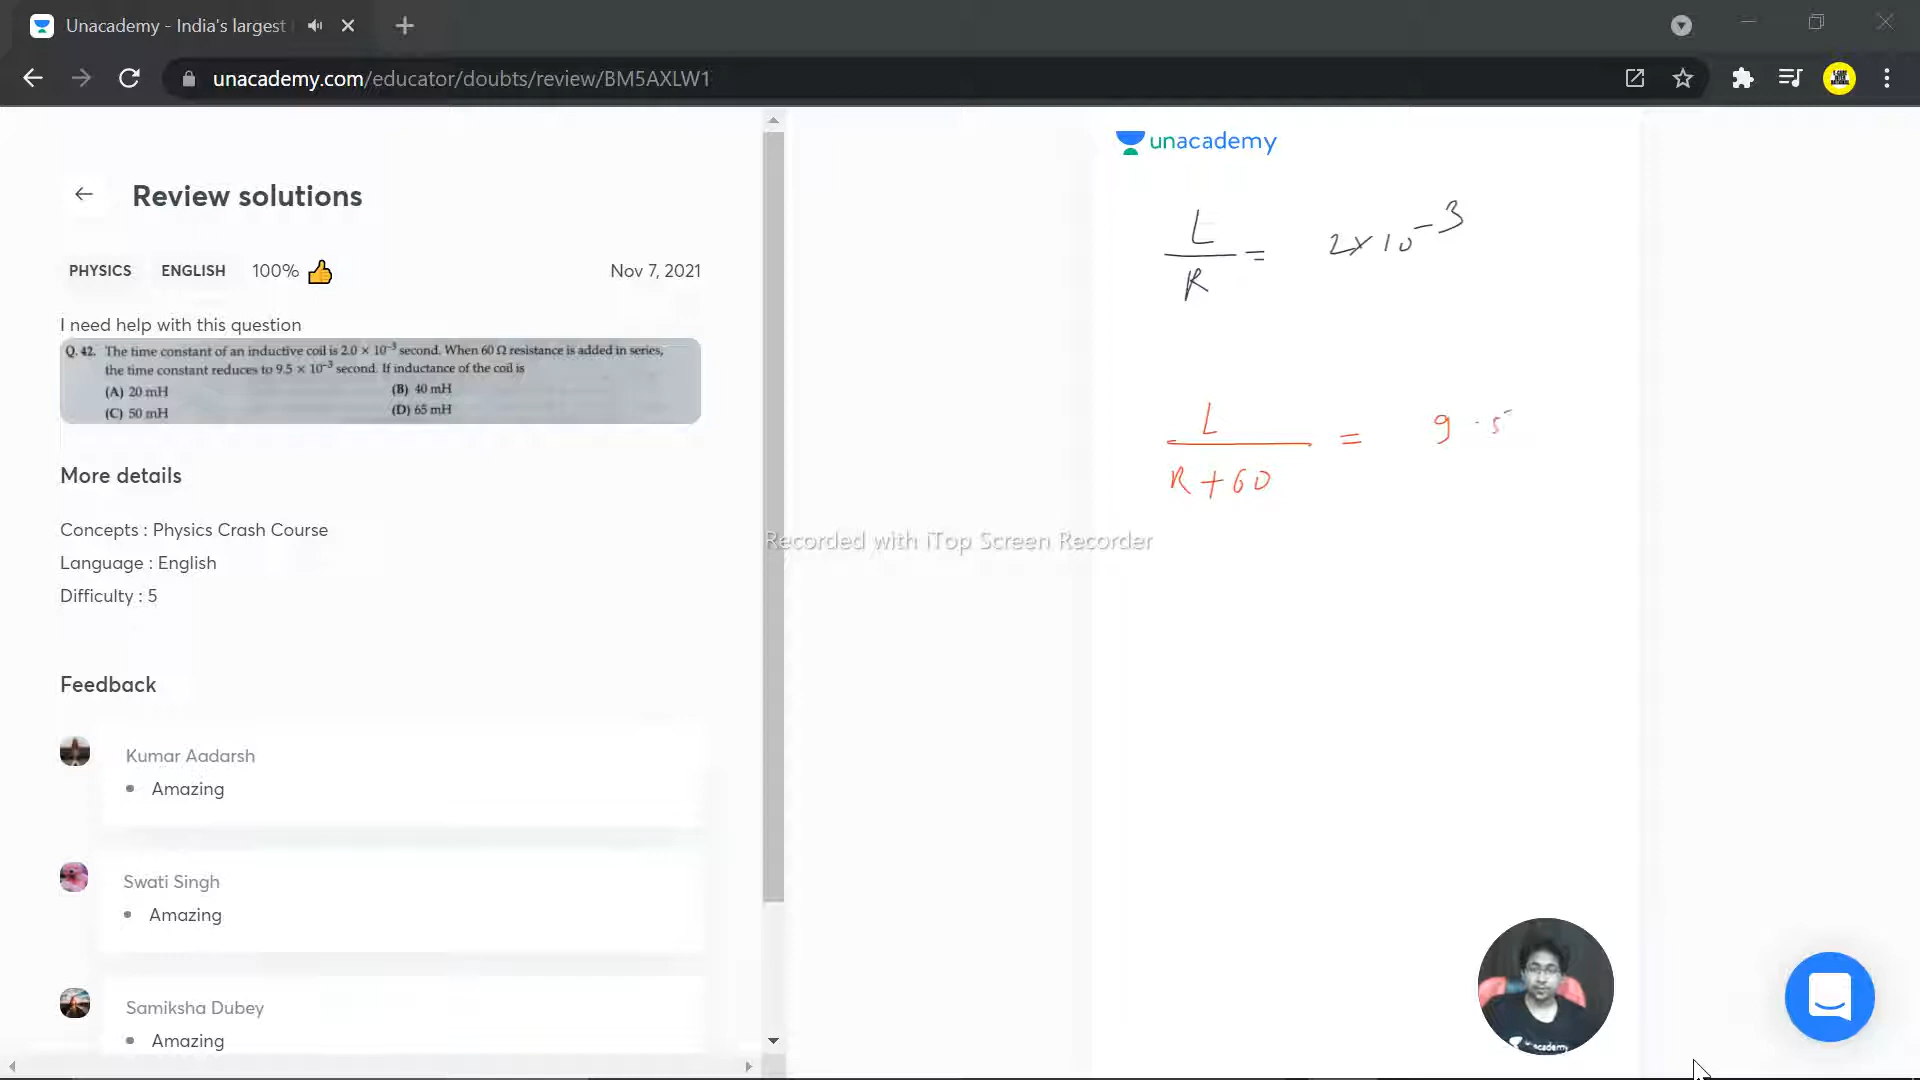 Unacademy - India's largest
unacademy.com/educator/doubts/review/BM5AXLW1
unacademy
Review solutions
PHYSICS ENGLISH 100% 👍 Nov 7, 2021
I need help with this question
Q. 42. The time constant of an inductive coil is 2.0 × 10⁻³ second. When 60 Ω resistance is added in series,
the time constant reduces to 9.5 × 10⁻³ second. If inductance of the coil is
(A) 20 mH (B) 40 mH
(C) 50 mH (D) 65 mH
More details
Concepts : Physics Crash Course
Language : English
Difficulty : 5
Feedback
Kumar Aadarsh
• Amazing
Swati Singh
• Amazing
Samiksha Dubey
• Amazing
L
R = 2×10⁻³
L
R+60 = 9.5
Recorded with iTop Screen Recorder
unacademy